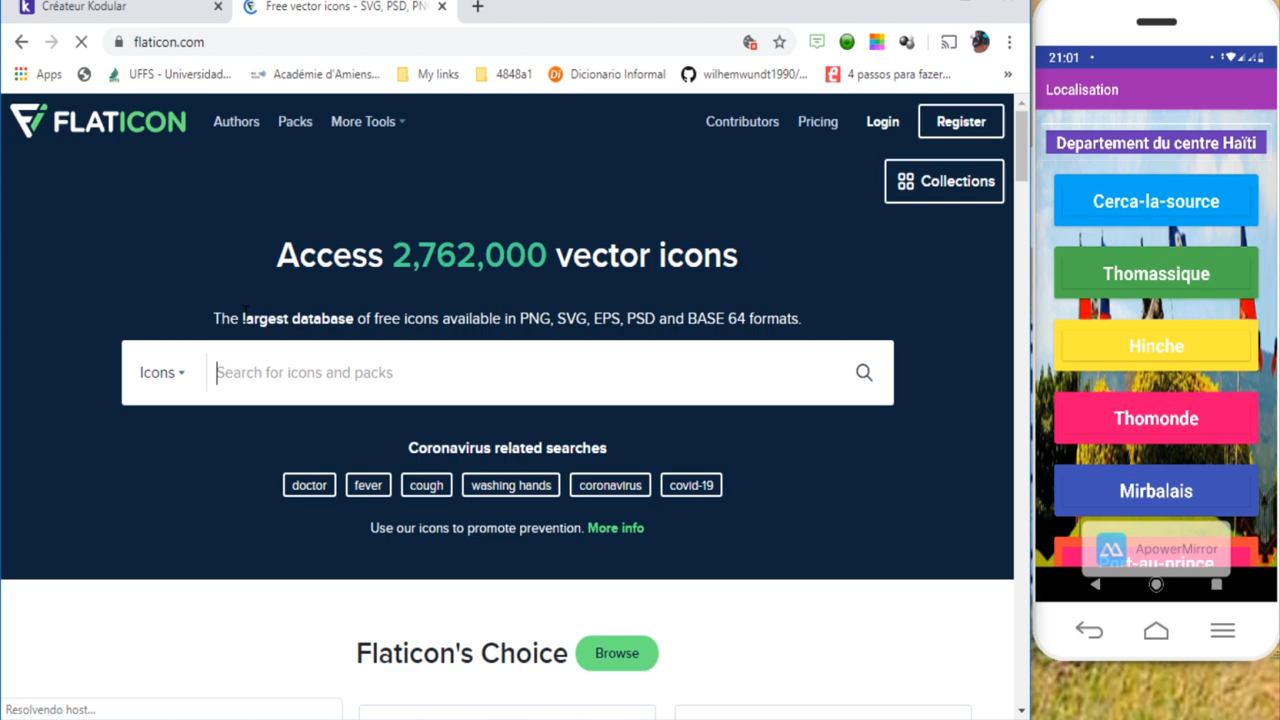 Créateur Kodular
Free vector icons - SVG, PSD, PN
flaticon.com
Apps
UFFS - Universidad...
Académie d'Amiens...
My links
4848a1
Dicionario Informal
wilhemwundt1990/...
4 passos para fazer...
»
FLATICON
Authors
Packs
More Tools
Contributors
Pricing
Login
Register
Collections
Access 2,762,000 vector icons
The largest database of free icons available in PNG, SVG, EPS, PSD and BASE 64 formats.
Icons
Search for icons and packs
Coronavirus related searches
doctor
fever
cough
washing hands
coronavirus
covid-19
Use our icons to promote prevention. More info
Flaticon's Choice
Browse
Resolvendo host...
21:01
Localisation
Departement du centre Haïti
Cerca-la-source
Thomassique
Hinche
Thomonde
Mirbalais
ApowerMirror
Port-au-prince